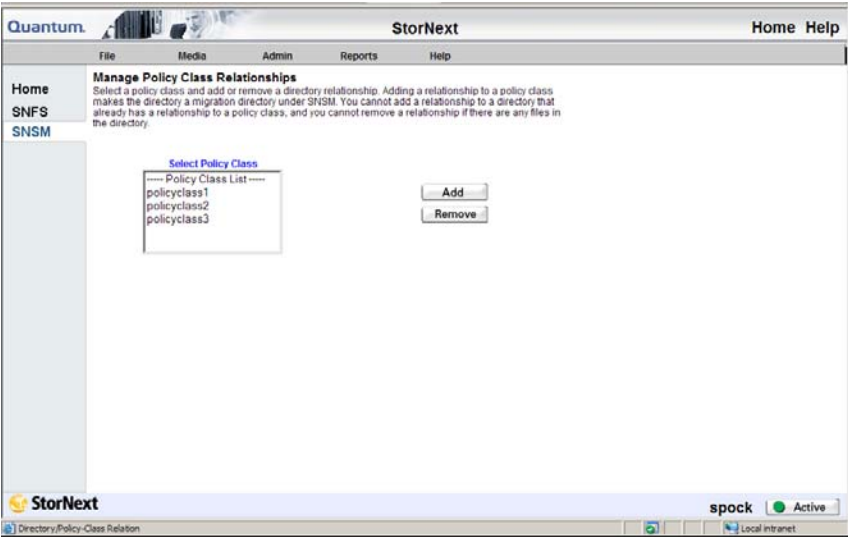 Quantum.
StorNext
Home Help
File Media Admin Reports Help
Home
SNFS
SNSM
Manage Policy Class Relationships
Select a policy class and add or remove a directory relationship. Adding a relationship to a policy class
makes the directory a migration directory under SNSM. You cannot add a relationship to a directory that
already has a relationship to a policy class, and you cannot remove a relationship if there are any files in
the directory.
Select Policy Class
----- Policy Class List -----
policyclass1
policyclass2
policyclass3
Add
Remove
StorNext
spock Active
Directory/Policy-Class Relation
Local intranet